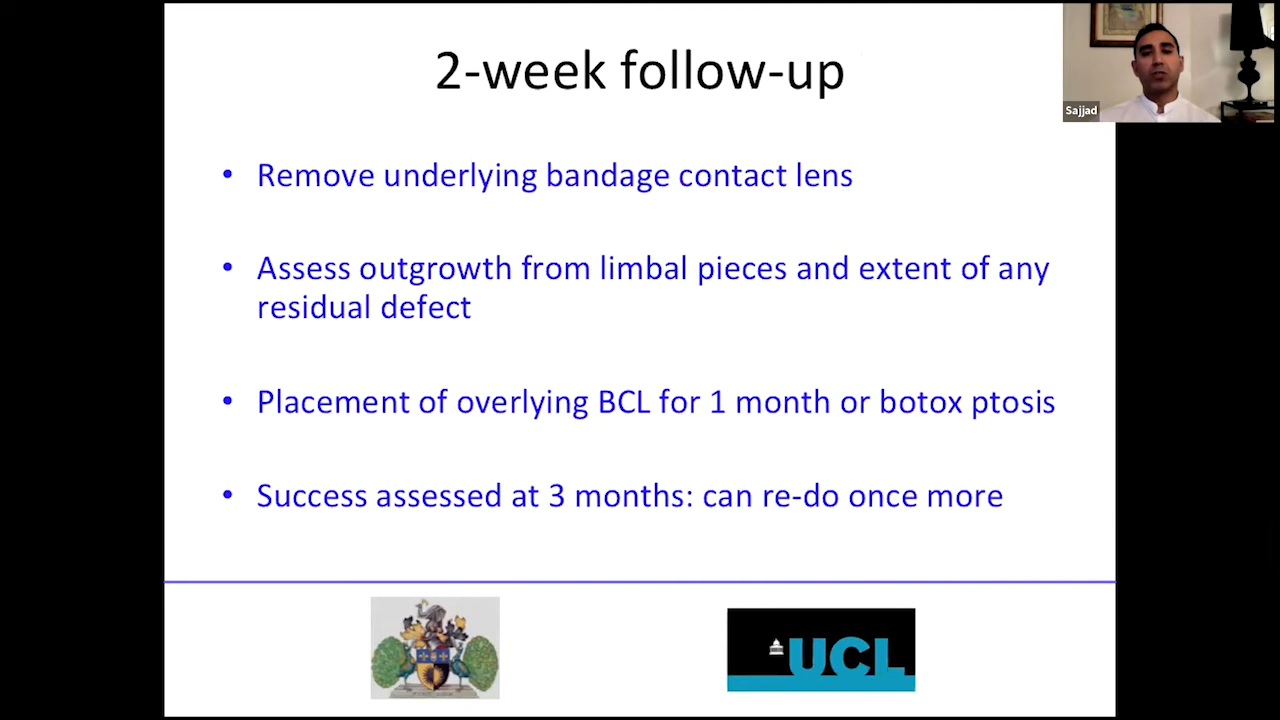 2-week follow-up
Sajjad
• Remove underlying bandage contact lens
• Assess outgrowth from limbal pieces and extent of any
residual defect
• Placement of overlying BCL for 1 month or botox ptosis
• Success assessed at 3 months: can re-do once more
UCL